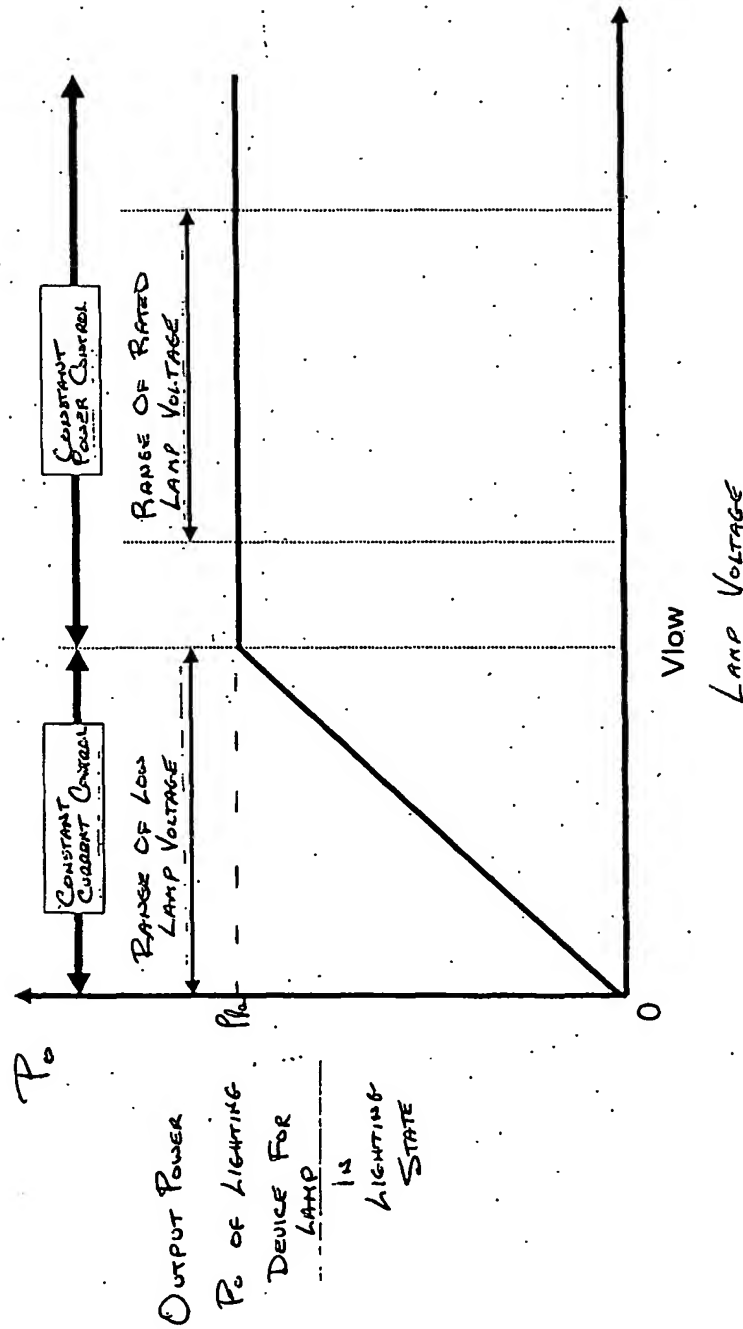 Po
OUTPUT POWER
Po OF LIGHTING
DEVICE FOR
LAMP
IN
LIGHTING
STATE
CONSTANT
CURRENT CONTROL
CONSTANT
POWER CONTROL
RANGE OF LOW
LAMP VOLTAGE
RANGE OF RATED
LAMP VOLTAGE
0
Vlow
LAMP VOLTAGE